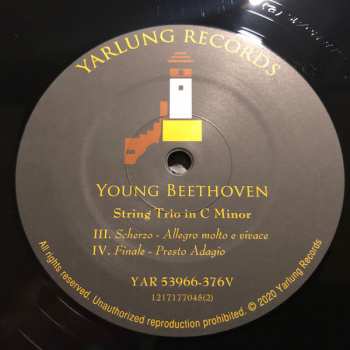 YARLUNG RECORDS
YOUNG BEETHOVEN
String Trio in C Minor
III. Scherzo - Allegro molto e vivace
IV. Finale - Presto Adagio
YAR 53966-376V
1217177045(2)
All rights reserved. Unauthorized reproduction prohibited. © 2020 Yarlung Records